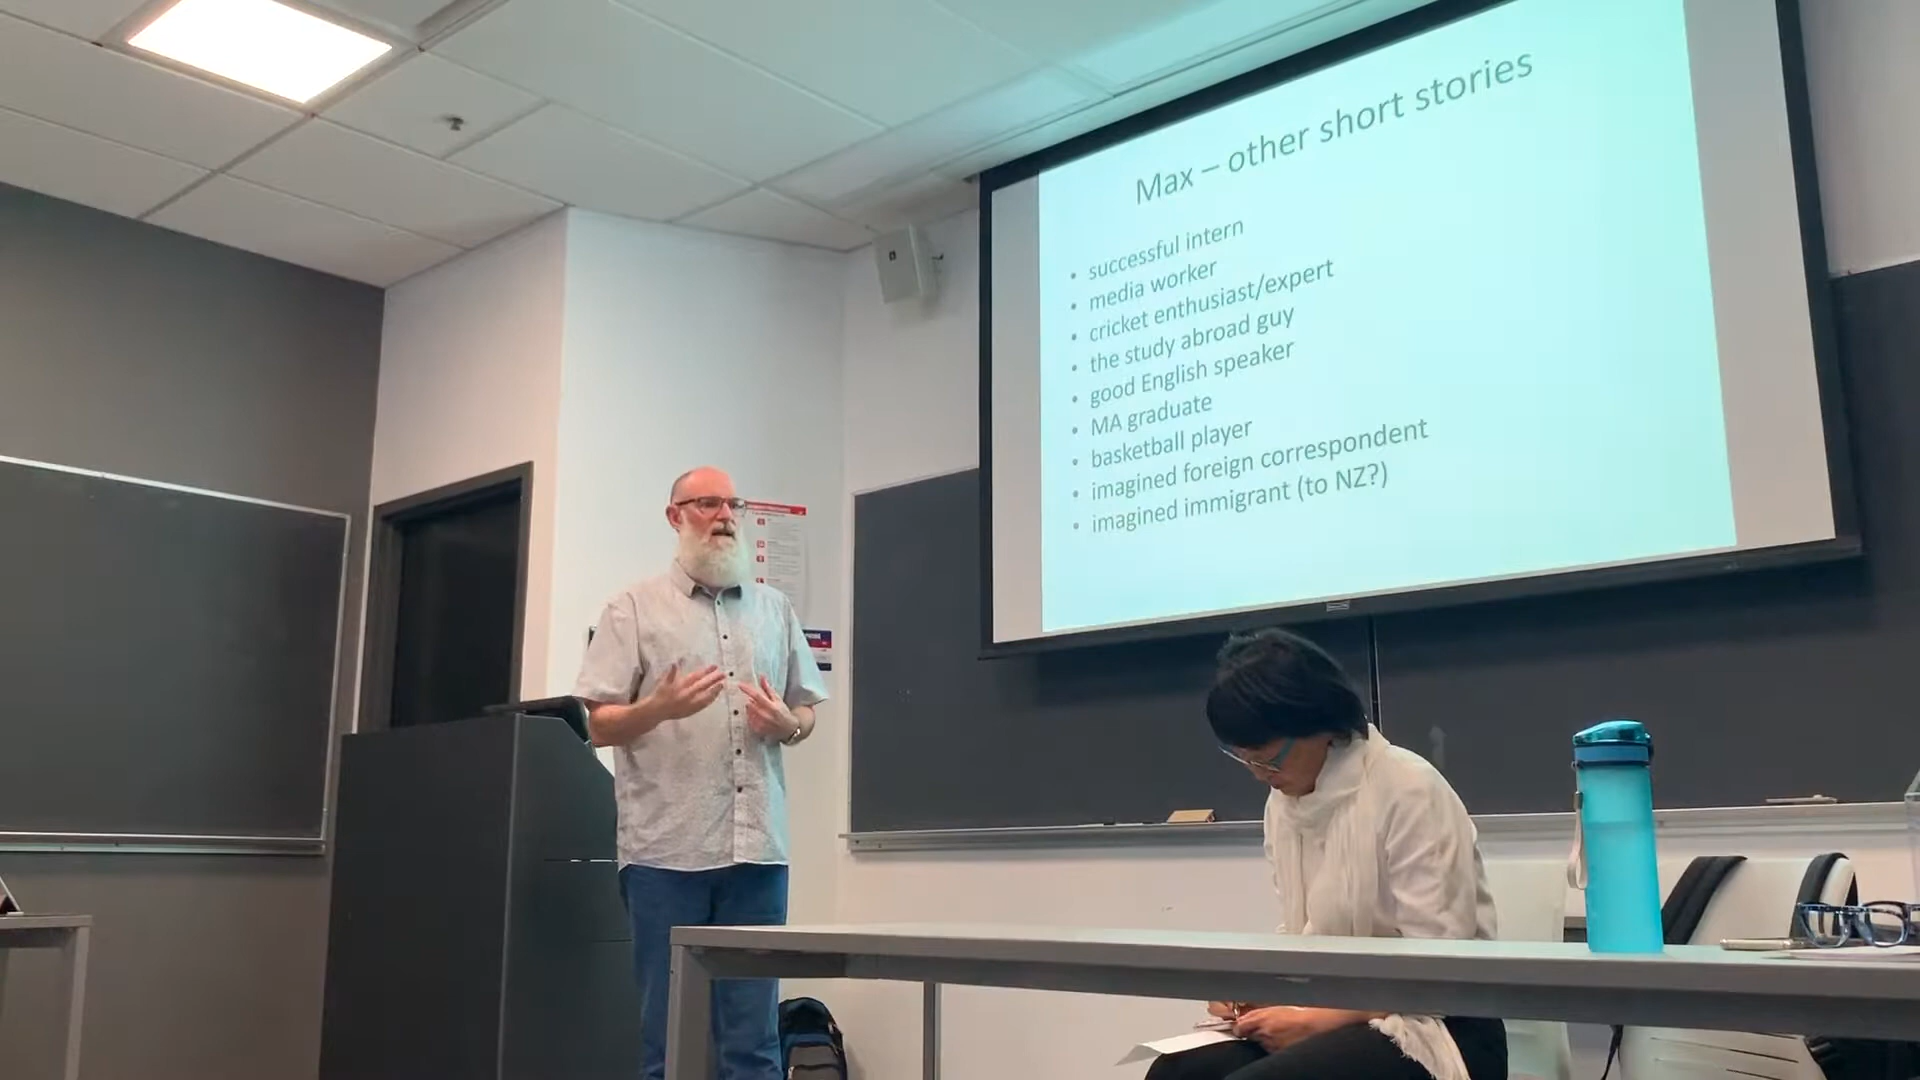 Max – other short stories
• successful intern
• media worker
• cricket enthusiast/expert
• the study abroad guy
• good English speaker
• MA graduate
• basketball player
• imagined foreign correspondent
• imagined immigrant (to NZ?)